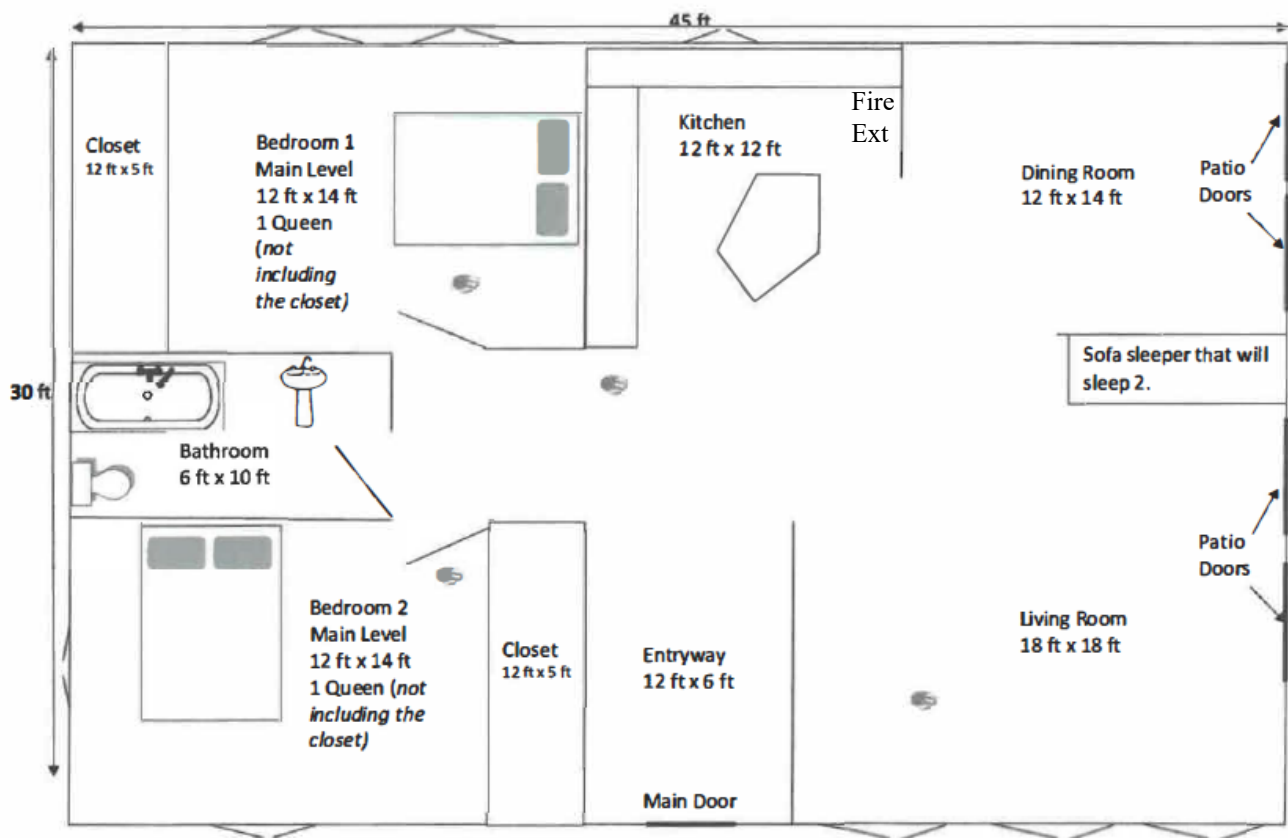 45 ft
30 ft
Closet
12 ft x 5 ft
Bedroom 1
Main Level
12 ft x 14 ft
1 Queen
(not
including
the closet)
Kitchen
12 ft x 12 ft
Fire
Ext
Dining Room
12 ft x 14 ft
Patio
Doors
Sofa sleeper that will
sleep 2.
Bathroom
6 ft x 10 ft
Bedroom 2
Main Level
12 ft x 14 ft
1 Queen (not
including the
closet)
Closet
12 ft x 5 ft
Entryway
12 ft x 6 ft
Main Door
Living Room
18 ft x 18 ft
Patio
Doors